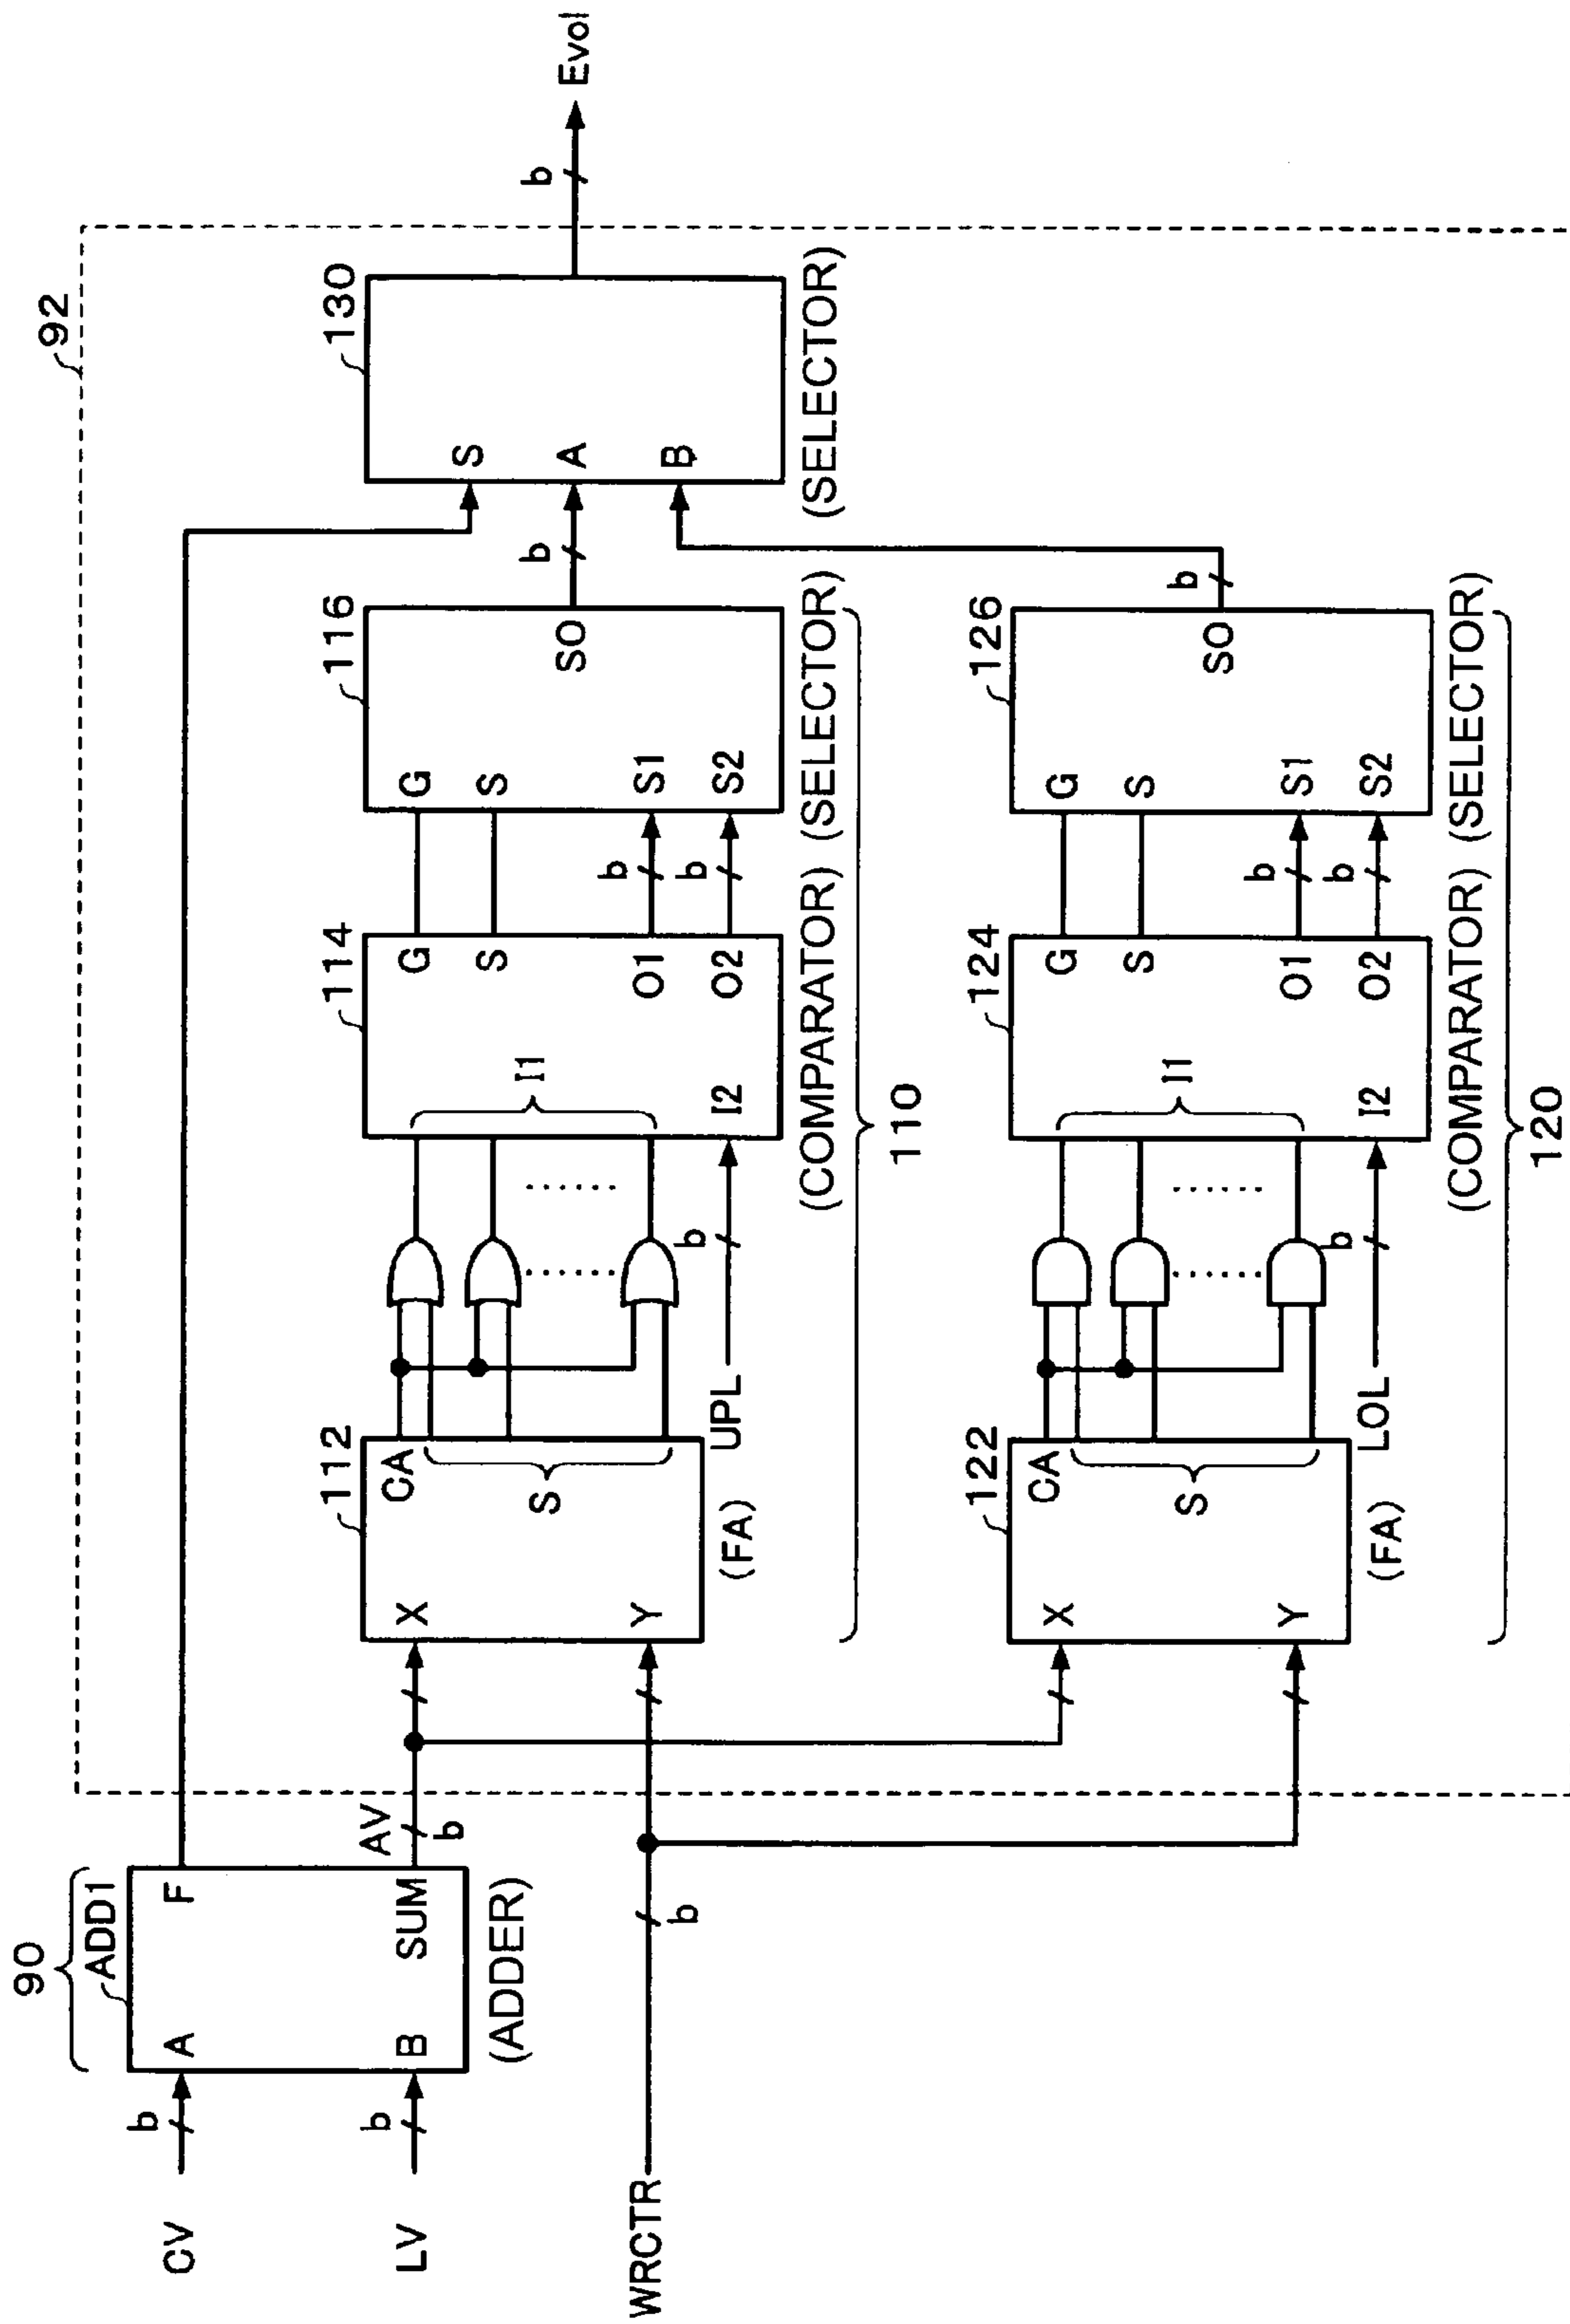 92
90
ADD1
CV
b
A
F
LV
b
B
SUM
AV
b
(ADDER)
WRCTR
b
112
X
Y
CA
S
(FA)
UPL
b
114
I1
I2
G
S
O1
O2
(COMPARATOR)
b
b
116
G
S
S1
S2
SO
(SELECTOR)
110
b
130
S
A
B
(SELECTOR)
b
Evol
122
X
Y
CA
S
(FA)
LOL
b
124
I1
I2
G
S
O1
O2
(COMPARATOR)
b
b
126
G
S
S1
S2
SO
(SELECTOR)
b
120